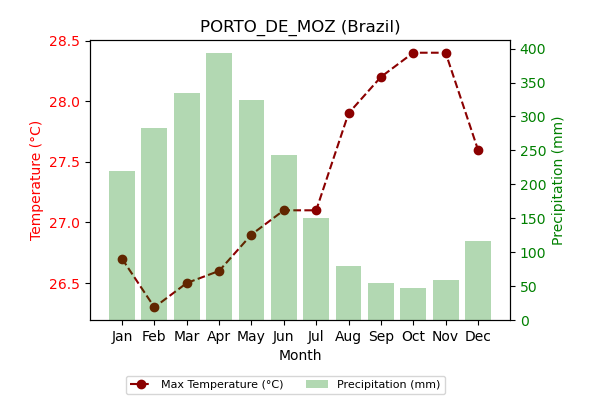 PORTO_DE_MOZ (Brazil)
28.5
28.0
27.5
27.0
26.5
Temperature (°C)
400
350
300
250
200
150
100
50
0
Precipitation (mm)
Jan Feb Mar Apr May Jun Jul Aug Sep Oct Nov Dec
Month
Max Temperature (°C) Precipitation (mm)